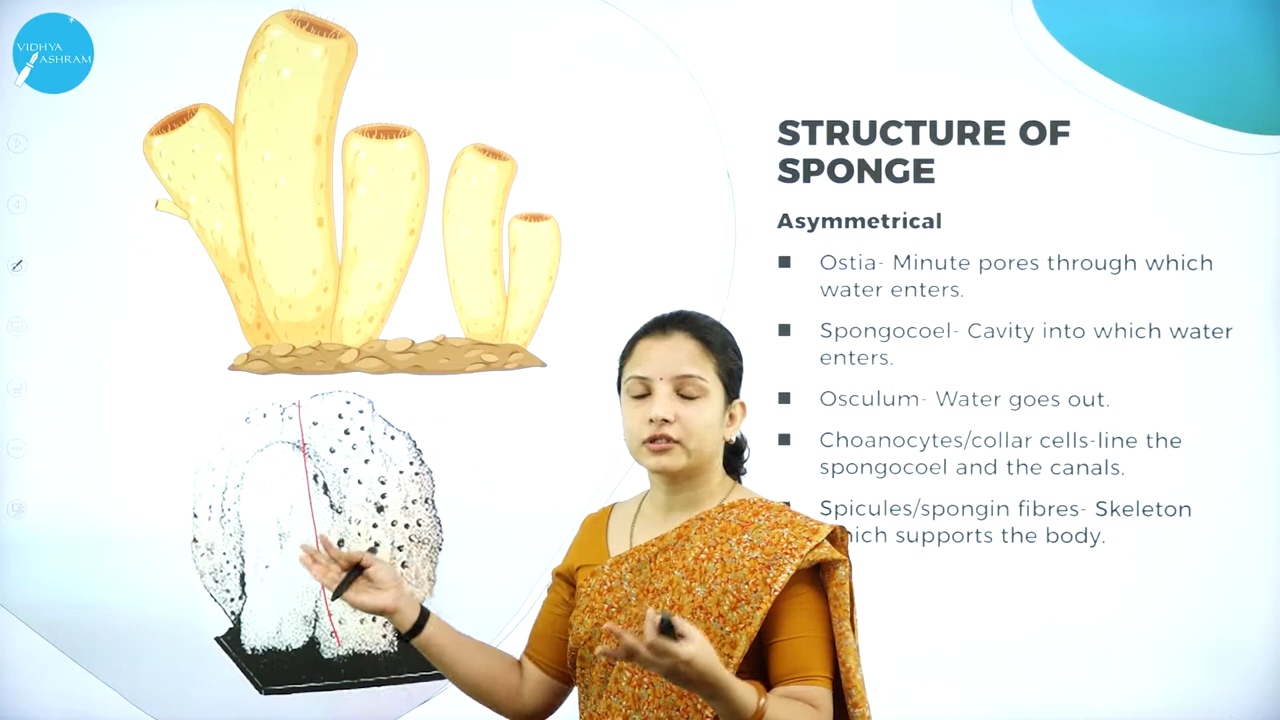 VIDHYA
ASHRAM
STRUCTURE OF
SPONGE
Asymmetrical
Ostia- Minute pores through which
water enters.
Spongocoel- Cavity into which water
enters.
Osculum- Water goes out.
Choanocytes/collar cells-line the
spongocoel and the canals.
Spicules/spongin fibres- Skeleton
which supports the body.